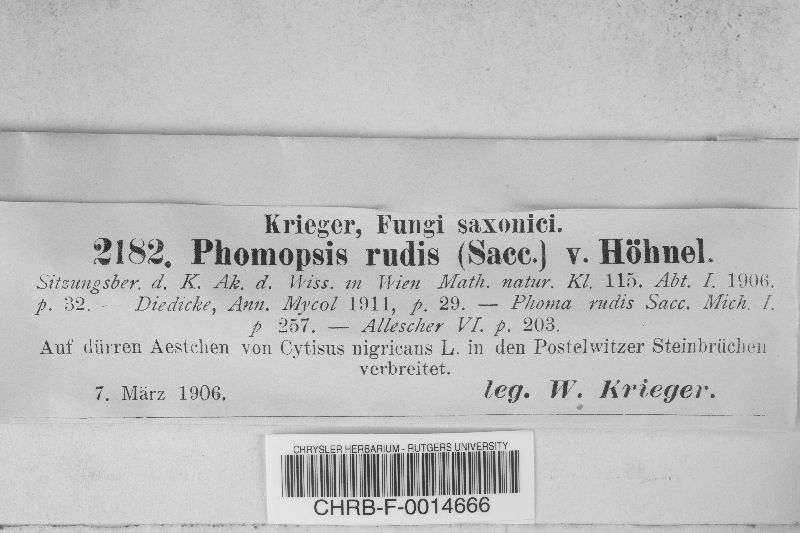 Krieger, Fungi saxonici.
2182. Phomopsis rudis (Sacc.) v. Höhnel.
Sitzungsber. d. K. Ak. d. Wiss. in Wien Math. natur. Kl. 115. Abt. I. 1906.
p. 32. - Diedicke, Ann. Mycol 1911, p. 29. — Phoma rudis Sacc. Mich. I.
p 257. — Allescher VI. p. 203.
Auf dürren Aestchen von Cytisus nigricans L. in den Postelwitzer Steinbrüchen
verbreitet.
7. März 1906. leg. W. Krieger.
CHRYSLER HERBARIUM - RUTGERS UNIVERSITY
CHRB-F-0014666